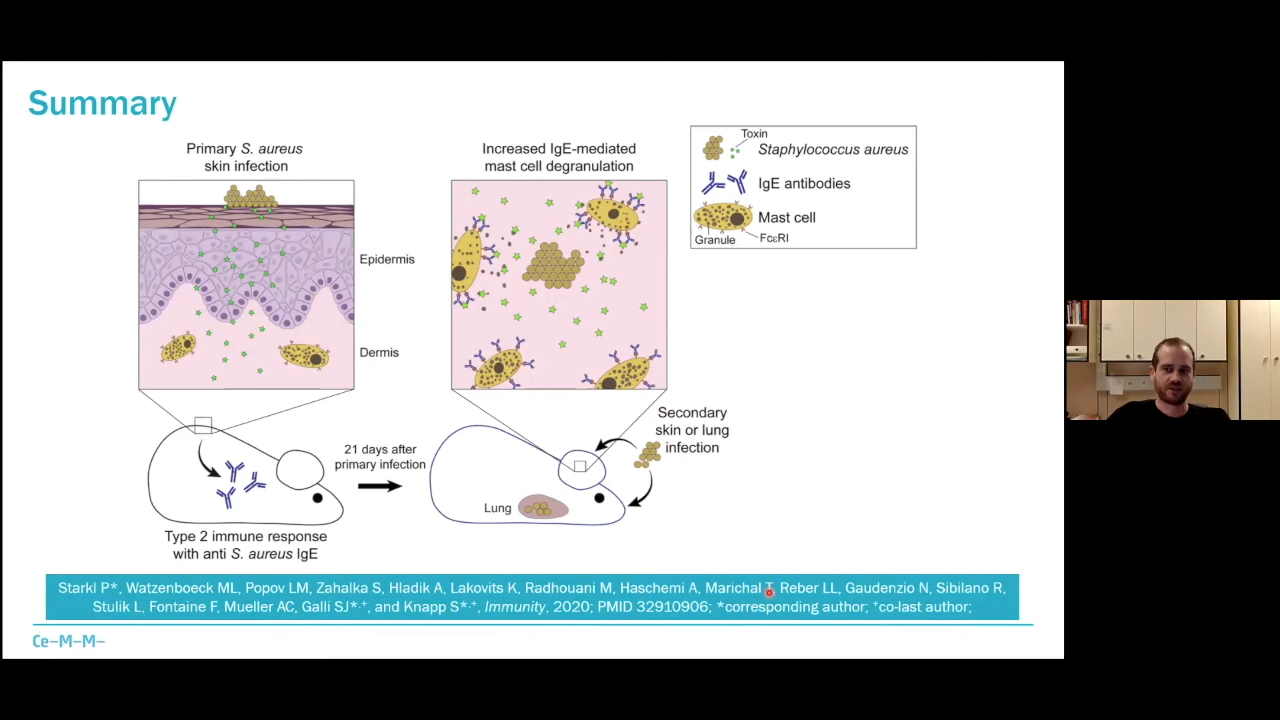 Summary
Primary S. aureus
skin infection
Epidermis
Dermis
Increased IgE-mediated
mast cell degranulation
Toxin
Staphylococcus aureus
IgE antibodies
Mast cell
Granule
FcεRI
21 days after
primary infection
Secondary
skin or lung
infection
Lung
Type 2 immune response
with anti S. aureus IgE
Starkl P*, Watzenboeck ML, Popov LM, Zahalka S, Hladik A, Lakovits K, Radhouani M, Haschemi A, Marichal T, Reber LL, Gaudenzio N, Sibilano R,
Stulik L, Fontaine F, Mueller AC, Galli SJ*,⁺, and Knapp S*,⁺, Immunity, 2020; PMID 32910906; *corresponding author; ⁺co-last author;
Ce–M–M–